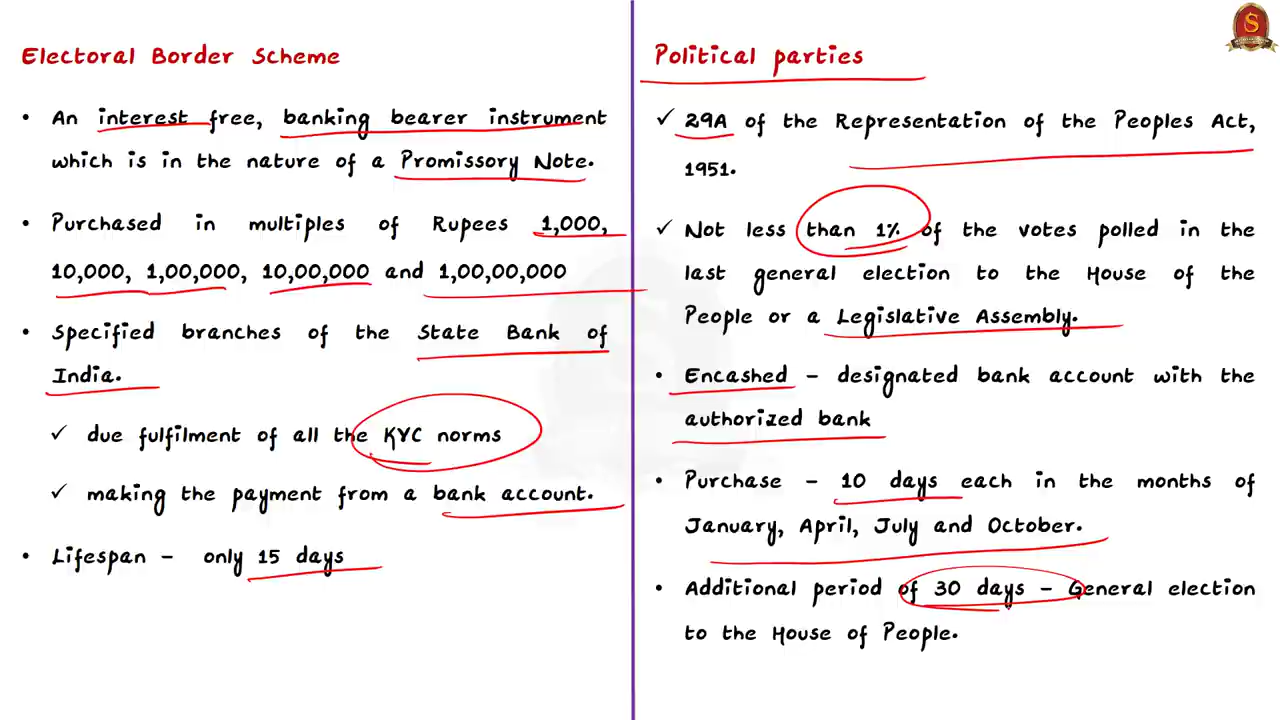 Electoral Border Scheme
• An interest free, banking bearer instrument
which is in the nature of a Promissory Note.
• Purchased in multiples of Rupees 1,000,
10,000, 1,00,000, 10,00,000 and 1,00,00,000
• Specified branches of the State Bank of
India.
✓ due fulfilment of all the KYC norms
✓ making the payment from a bank account.
• Lifespan – only 15 days
Political parties
✓ 29A of the Representation of the Peoples Act,
1951.
✓ Not less than 1% of the votes polled in the
last general election to the House of the
People or a Legislative Assembly.
• Encashed – designated bank account with the
authorized bank
• Purchase – 10 days each in the months of
January, April, July and October.
• Additional period of 30 days – General election
to the House of People.
S